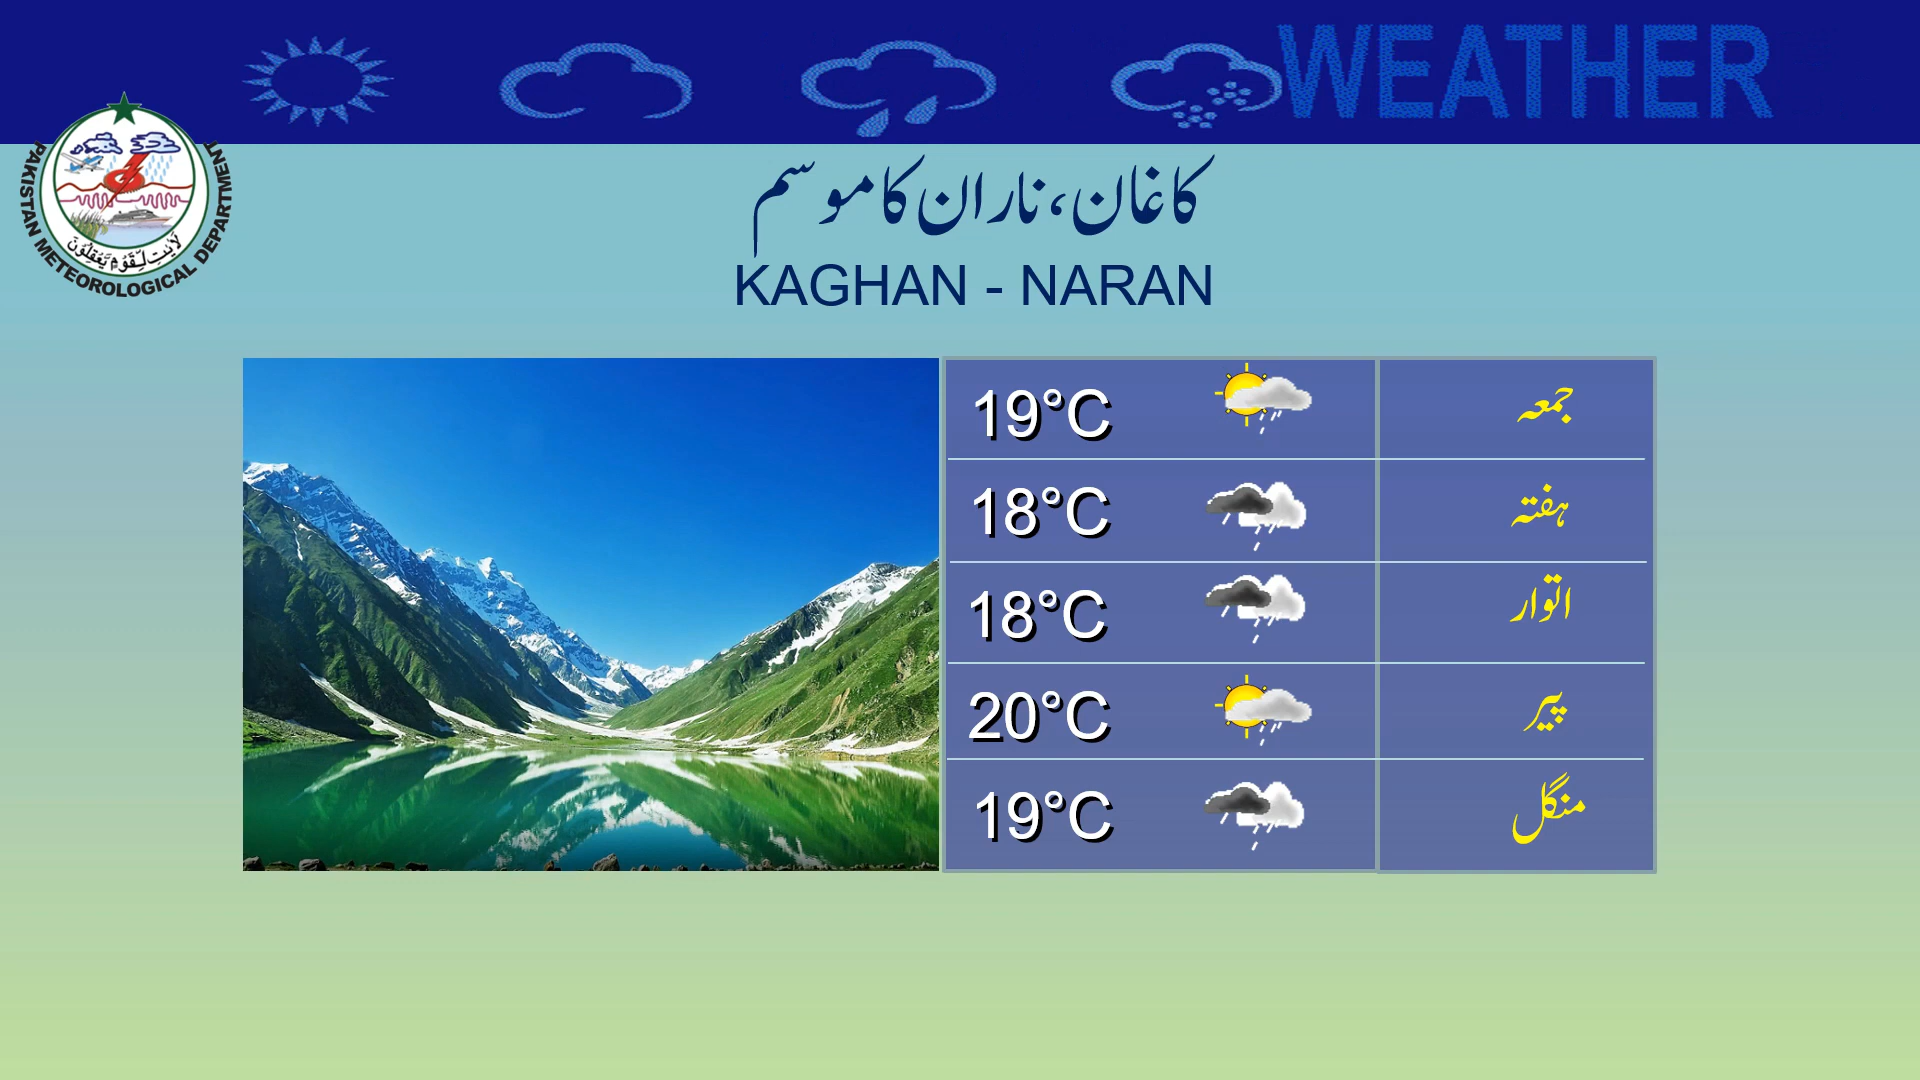 WEATHER
PAKISTAN METEOROLOGICAL DEPARTMENT
لَاٰيٰتٍ لِّقَوْمٍ يَّعْقِلُوْنَ
کاغان، ناران کا موسم
KAGHAN - NARAN
19°C جمعہ
18°C ہفتہ
18°C اتوار
20°C پیر
19°C منگل